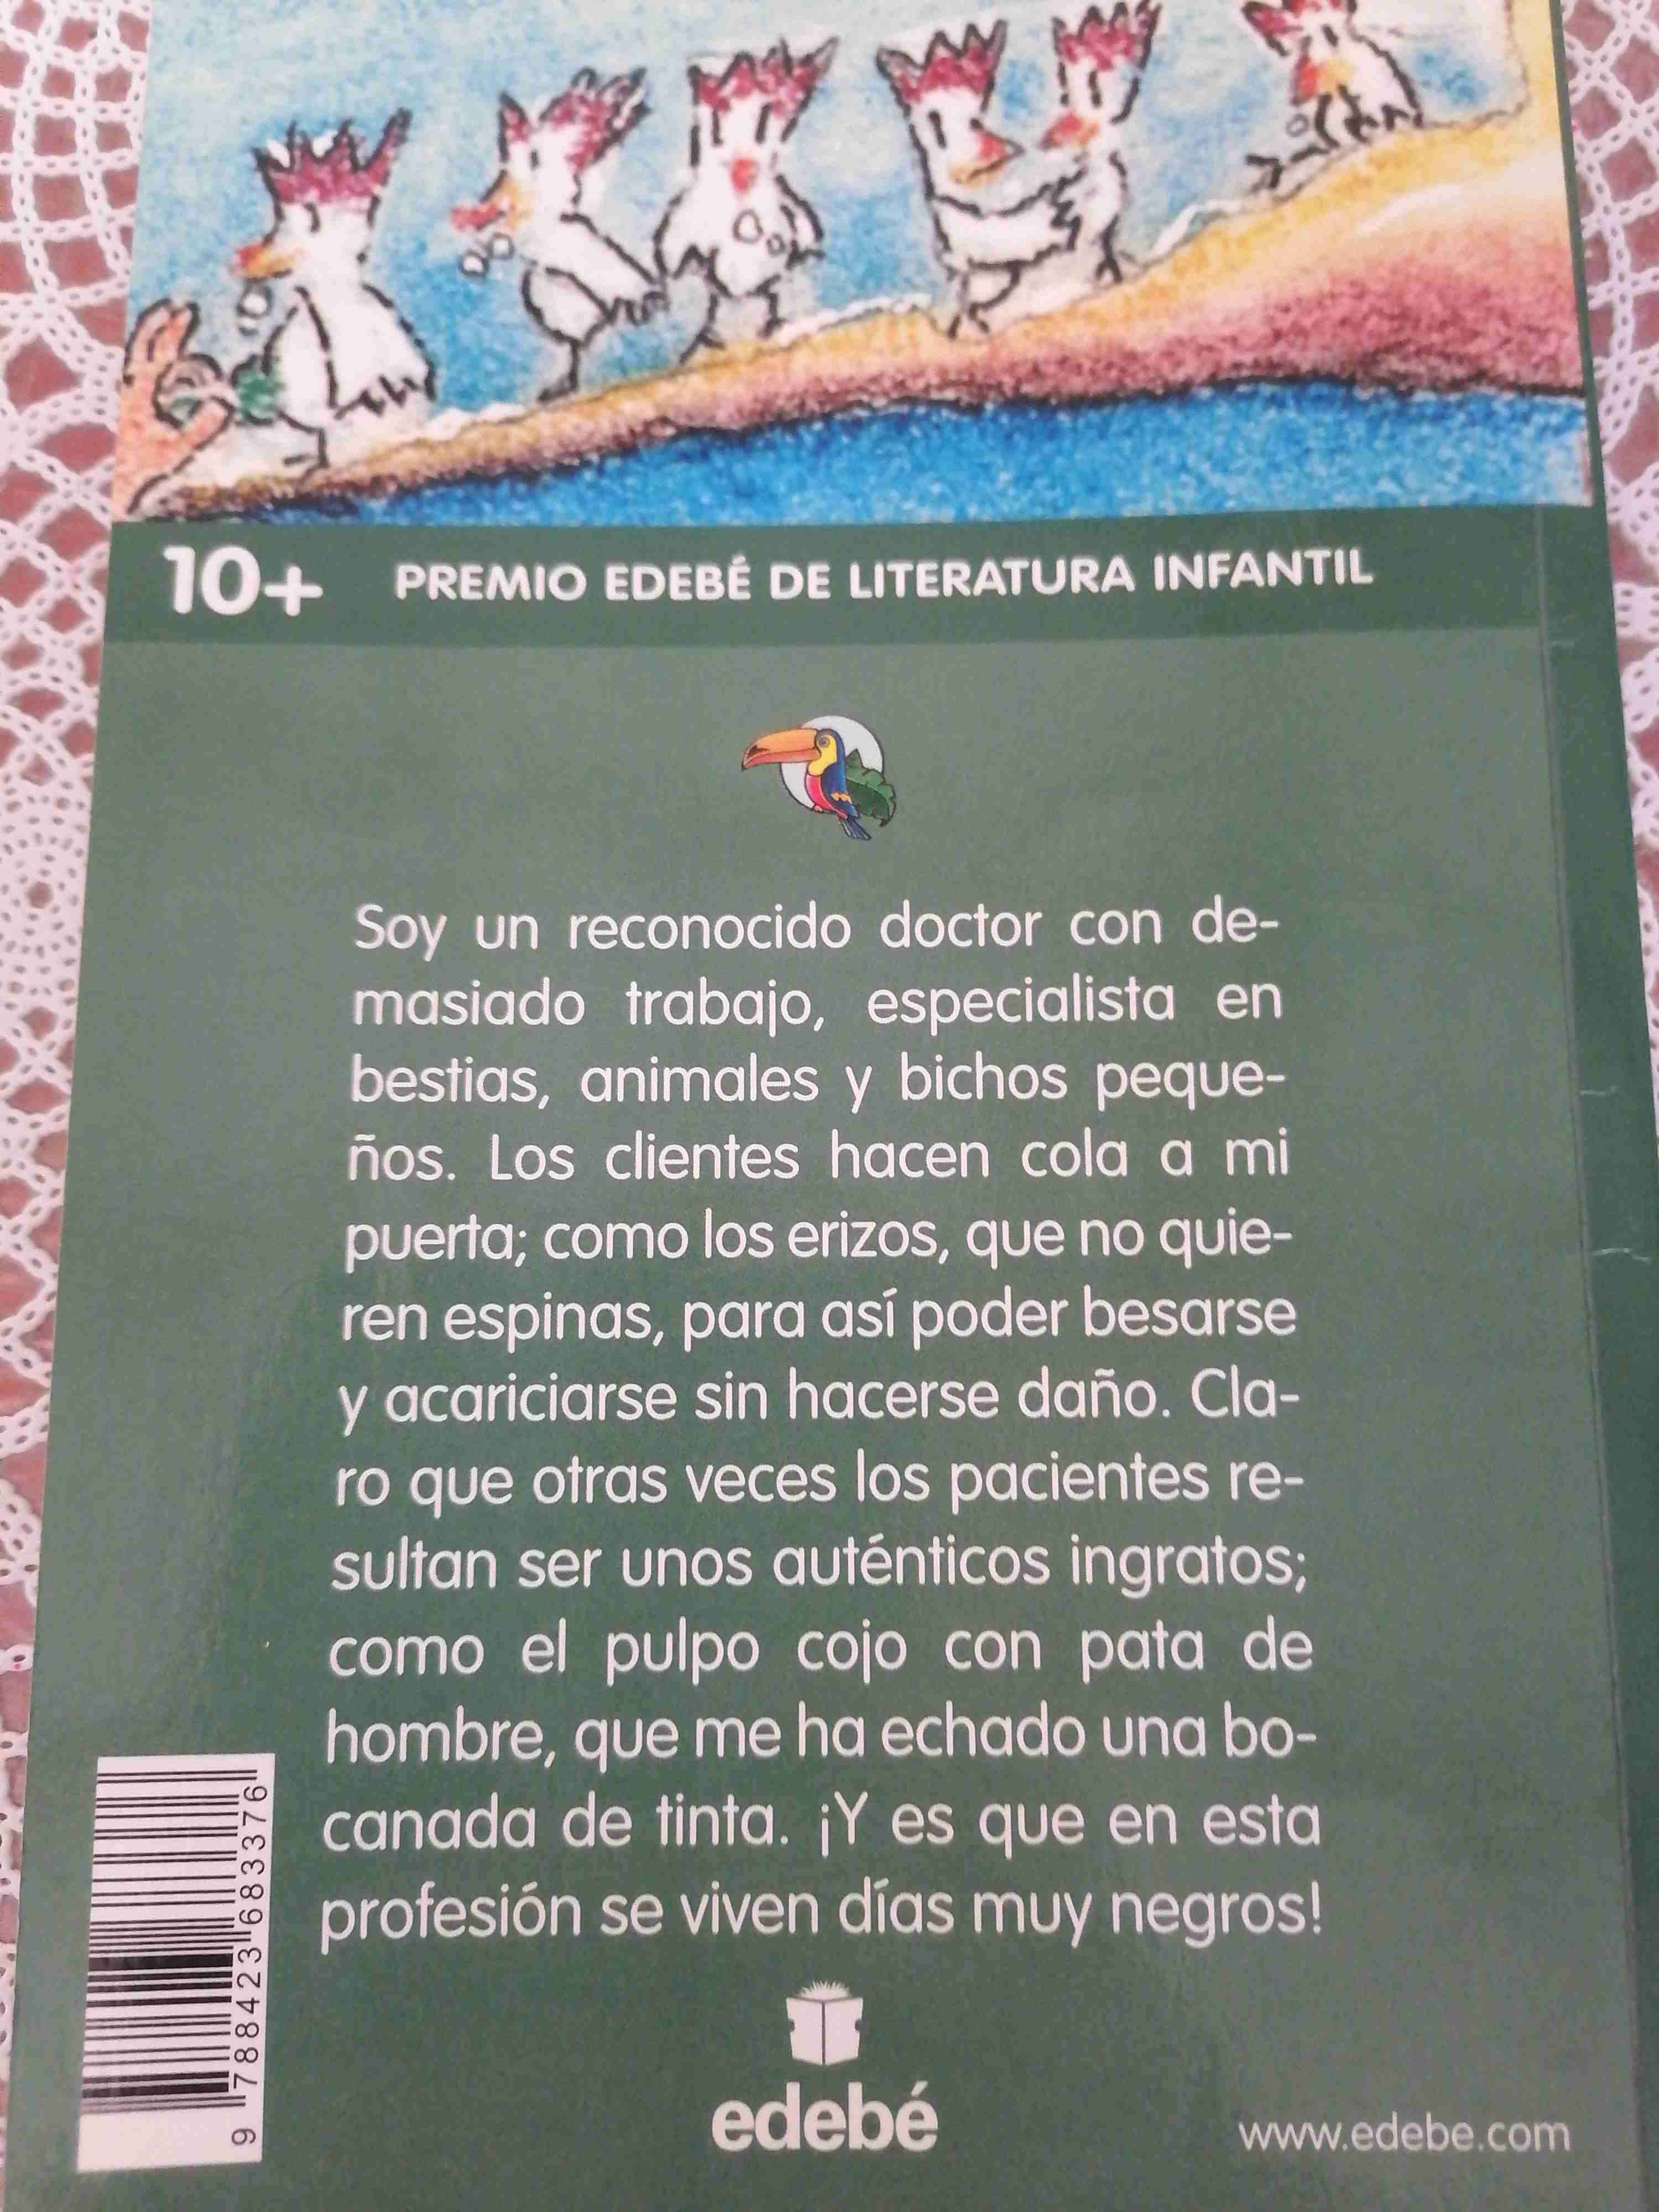 10+ PREMIO EDEBÉ DE LITERATURA INFANTIL
Soy un reconocido doctor con de-
masiado trabajo, especialista en
bestias, animales y bichos peque-
ños. Los clientes hacen cola a mi
puerta; como los erizos, que no quie-
ren espinas, para así poder besarse
y acariciarse sin hacerse daño. Cla-
ro que otras veces los pacientes re-
sultan ser unos auténticos ingratos;
como el pulpo cojo con pata de
hombre, que me ha echado una bo-
canada de tinta. ¡Y es que en esta
profesión se viven días muy negros!
9 788423 683376
edebé
www.edebe.com